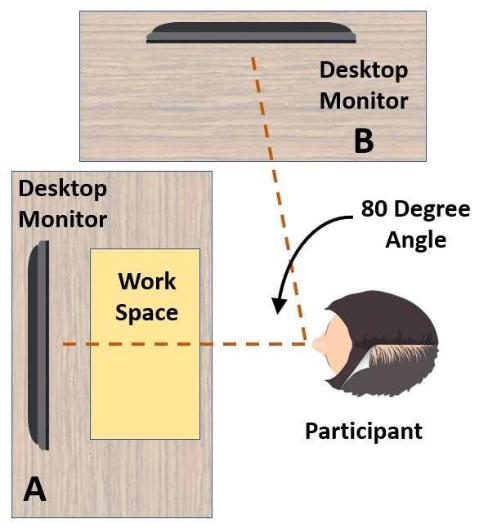 Desktop
Monitor
B
Desktop
Monitor
80 Degree
Angle
Work
Space
Participant
A